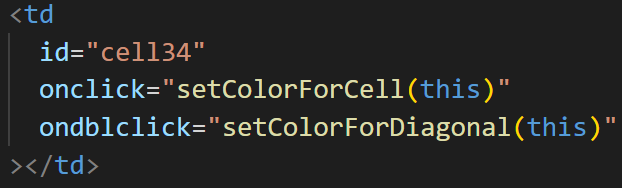 <td
id="cell34"
onclick="setColorForCell(this)"
ondblclick="setColorForDiagonal(this)"
></td>